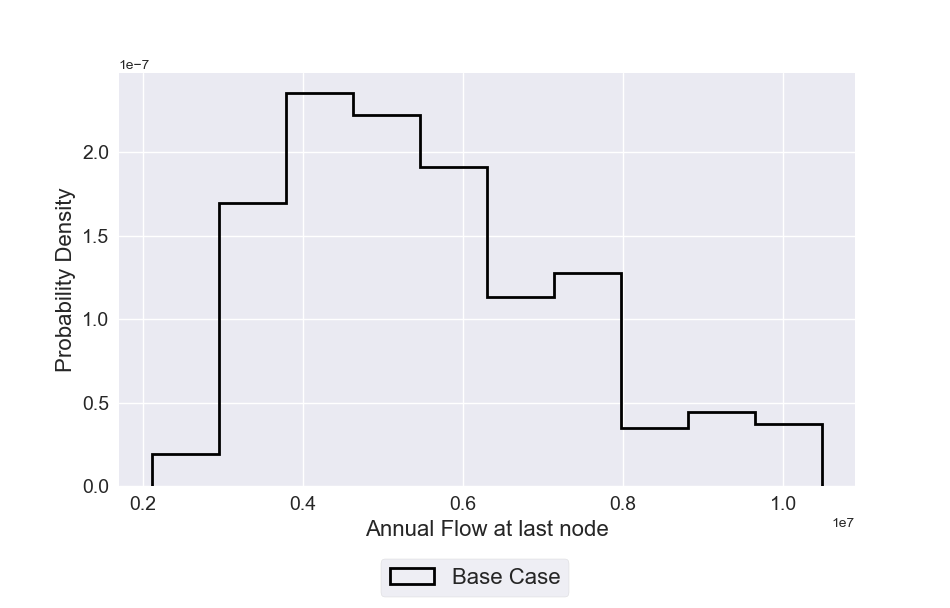 1e−7
2.0
1.5
1.0
0.5
0.0
Probability Density
0.2 0.4 0.6 0.8 1.0
1e7
Annual Flow at last node
Base Case